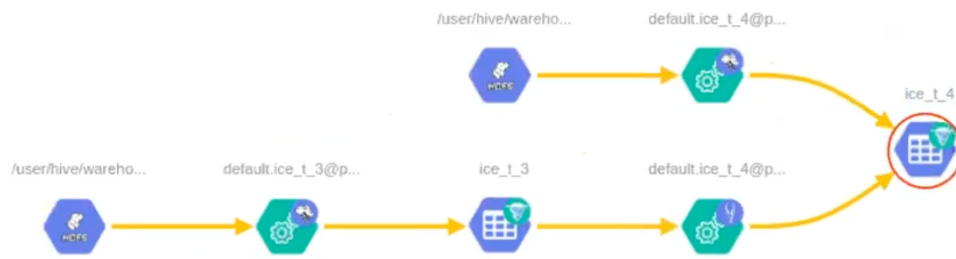 /user/hive/wareho...
default.ice_t_4@p...
ice_t_4
/user/hive/wareho...
default.ice_t_3@p...
ice_t_3
default.ice_t_4@p...
HDFS
HDFS